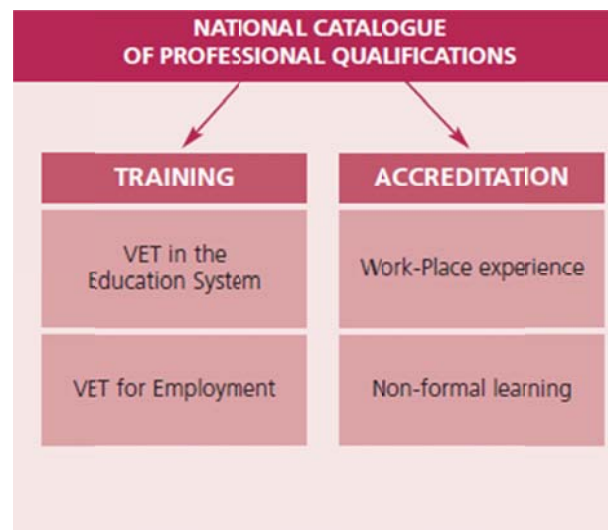 NATIONAL CATALOGUE
OF PROFESSIONAL QUALIFICATIONS
TRAINING
VET in the
Education System
VET for Employment
ACCREDITATION
Work-Place experience
Non-formal learning